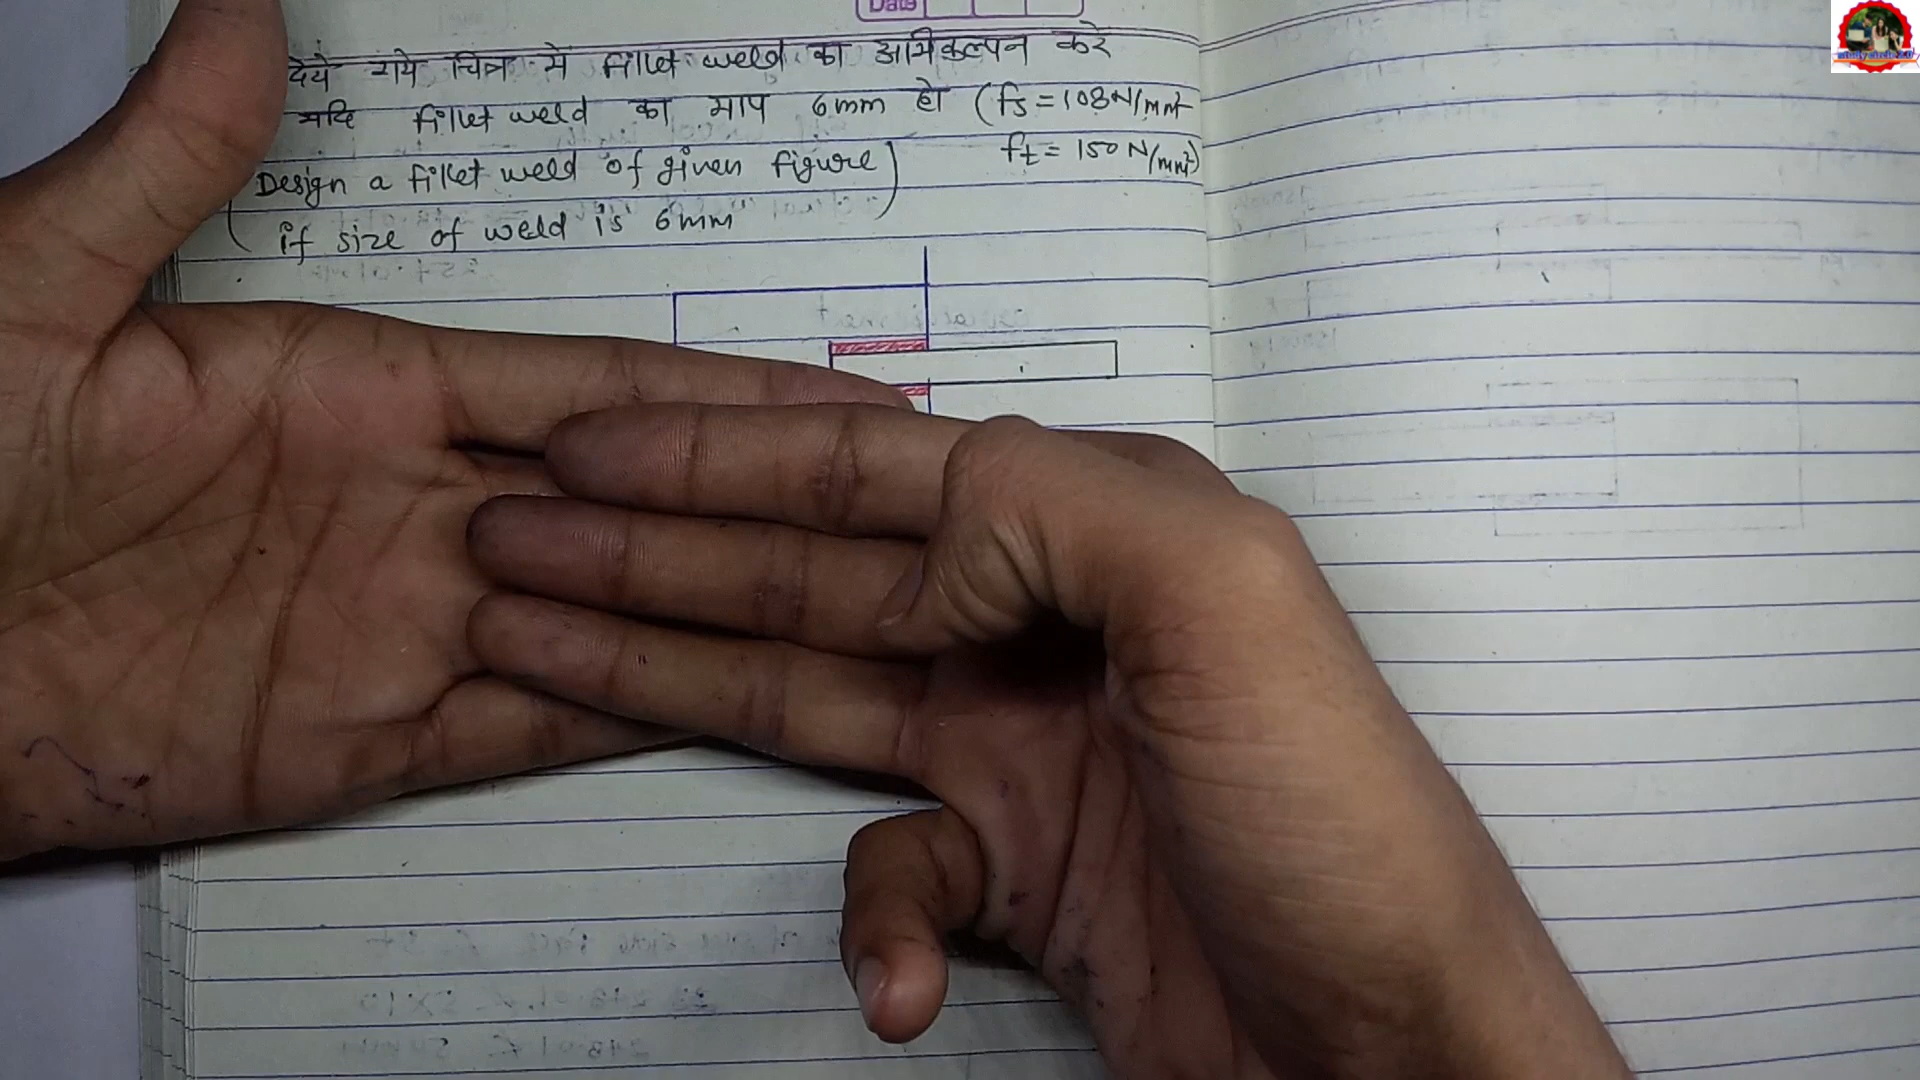 Date
देये गये चित्र में fillet weld का अभिकल्पन करे
यदि fillet weld का माप 6mm हो (fs = 108 N/mm²
ft = 150 N/mm²)
(Design a fillet weld of given figure
if size of weld is 6mm)